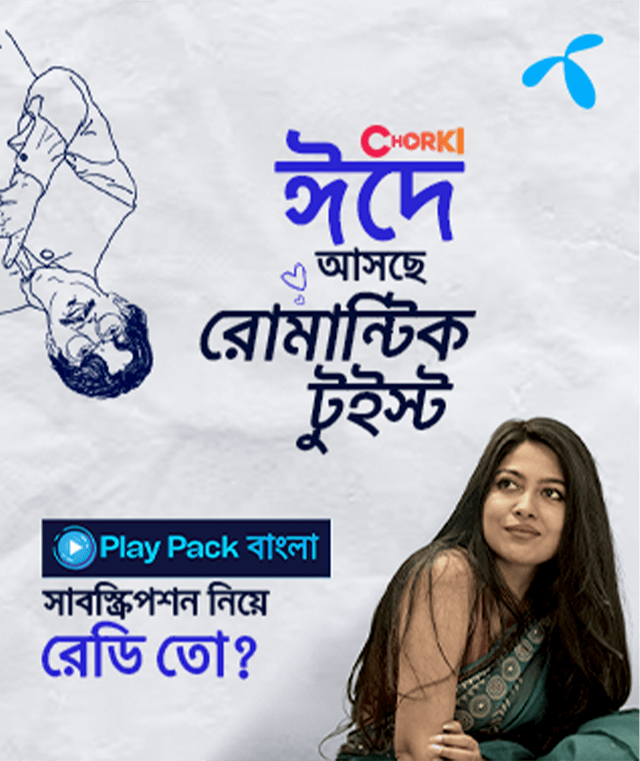 CHORKI
ঈদে
আসছে
রোমান্টিক
টুইস্ট
Play Pack বাংলা
সাবস্ক্রিপশন নিয়ে
রেডি তো?